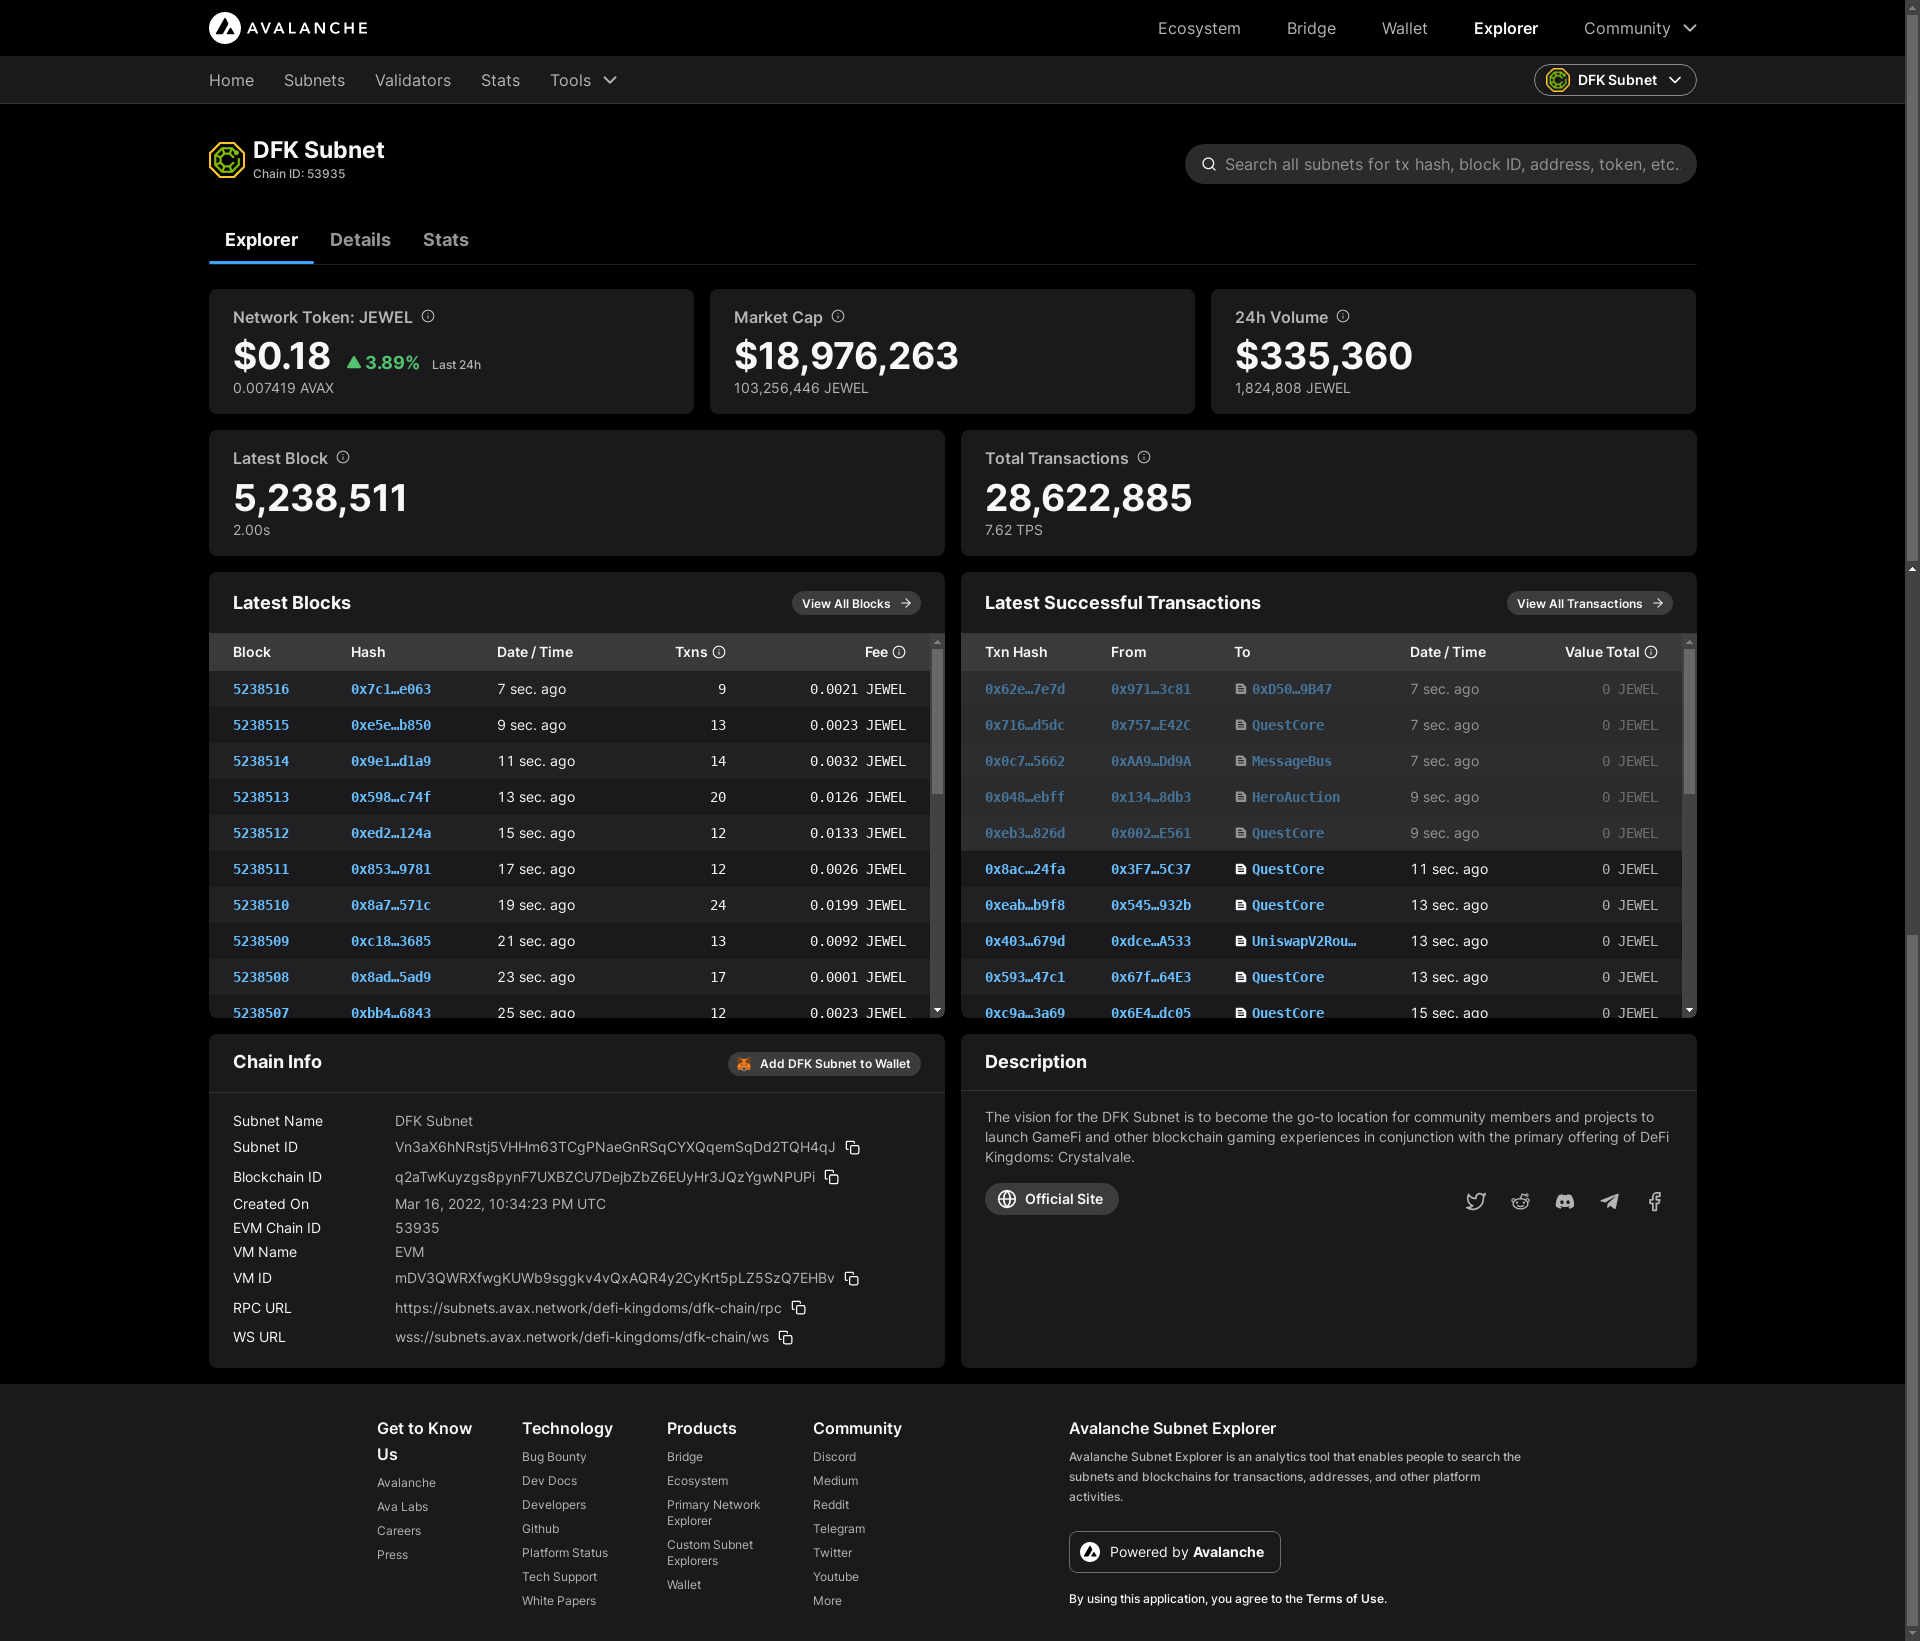 AVALANCHE
Ecosystem Bridge Wallet Explorer Community
Home Subnets Validators Stats Tools DFK Subnet
DFK Subnet
Chain ID: 53935
Search all subnets for tx hash, block ID, address, token, etc.
Explorer Details Stats
Network Token: JEWEL
$0.18 3.89% Last 24h
0.007419 AVAX
Market Cap
$18,976,263
103,256,446 JEWEL
24h Volume
$335,360
1,824,808 JEWEL
Latest Block
5,238,511
2.00s
Total Transactions
28,622,885
7.62 TPS
Latest Blocks View All Blocks
Block Hash Date / Time Txns Fee
5238516 0x7c1…e063 7 sec. ago 9 0.0021 JEWEL
5238515 0xe5e…b850 9 sec. ago 13 0.0023 JEWEL
5238514 0x9e1…d1a9 11 sec. ago 14 0.0032 JEWEL
5238513 0x598…c74f 13 sec. ago 20 0.0126 JEWEL
5238512 0xed2…124a 15 sec. ago 12 0.0133 JEWEL
5238511 0x853…9781 17 sec. ago 12 0.0026 JEWEL
5238510 0x8a7…571c 19 sec. ago 24 0.0199 JEWEL
5238509 0xc18…3685 21 sec. ago 13 0.0092 JEWEL
5238508 0x8ad…5ad9 23 sec. ago 17 0.0001 JEWEL
5238507 0xbb4…6843 25 sec. ago 12 0.0023 JEWEL
Latest Successful Transactions View All Transactions
Txn Hash From To Date / Time Value Total
0x62e…7e7d 0x971…3c81 0xD50…9B47 7 sec. ago 0 JEWEL
0x716…d5dc 0x757…E42C QuestCore 7 sec. ago 0 JEWEL
0x0c7…5662 0xAA9…Dd9A MessageBus 7 sec. ago 0 JEWEL
0x048…ebff 0x134…8db3 HeroAuction 9 sec. ago 0 JEWEL
0xeb3…826d 0x002…E561 QuestCore 9 sec. ago 0 JEWEL
0x8ac…24fa 0x3F7…5C37 QuestCore 11 sec. ago 0 JEWEL
0xeab…b9f8 0x545…932b QuestCore 13 sec. ago 0 JEWEL
0x403…679d 0xdce…A533 UniswapV2Rou… 13 sec. ago 0 JEWEL
0x593…47c1 0x67f…64E3 QuestCore 13 sec. ago 0 JEWEL
0xc9a…3a69 0x6E4…dc05 QuestCore 15 sec. ago 0 JEWEL
Chain Info Add DFK Subnet to Wallet
Subnet Name DFK Subnet
Subnet ID Vn3aX6hNRstj5VHHm63TCgPNaeGnRSqCYXQqemSqDd2TQH4qJ
Blockchain ID q2aTwKuyzgs8pynF7UXBZCU7DejbZbZ6EUyHr3JQzYgwNPUPi
Created On Mar 16, 2022, 10:34:23 PM UTC
EVM Chain ID 53935
VM Name EVM
VM ID mDV3QWRXfwgKUWb9sggkv4vQxAQR4y2CyKrt5pLZ5SzQ7EHBv
RPC URL https://subnets.avax.network/defi-kingdoms/dfk-chain/rpc
WS URL wss://subnets.avax.network/defi-kingdoms/dfk-chain/ws
Description
The vision for the DFK Subnet is to become the go-to location for community members and projects to
launch GameFi and other blockchain gaming experiences in conjunction with the primary offering of DeFi
Kingdoms: Crystalvale.
Official Site
Get to Know
Us
Avalanche
Ava Labs
Careers
Press
Technology
Bug Bounty
Dev Docs
Developers
Github
Platform Status
Tech Support
White Papers
Products
Bridge
Ecosystem
Primary Network
Explorer
Custom Subnet
Explorers
Wallet
Community
Discord
Medium
Reddit
Telegram
Twitter
Youtube
More
Avalanche Subnet Explorer
Avalanche Subnet Explorer is an analytics tool that enables people to search the
subnets and blockchains for transactions, addresses, and other platform
activities.
Powered by Avalanche
By using this application, you agree to the Terms of Use.